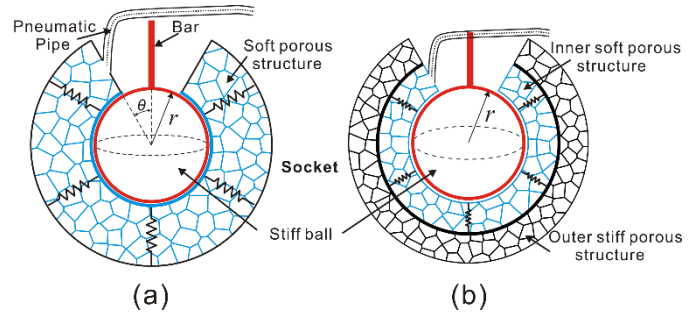 Pneumatic
Pipe
Bar
Soft porous
structure
θ
r
Socket
Stiff ball
(a)
Inner soft porous
structure
r
Outer stiff porous
structure
(b)